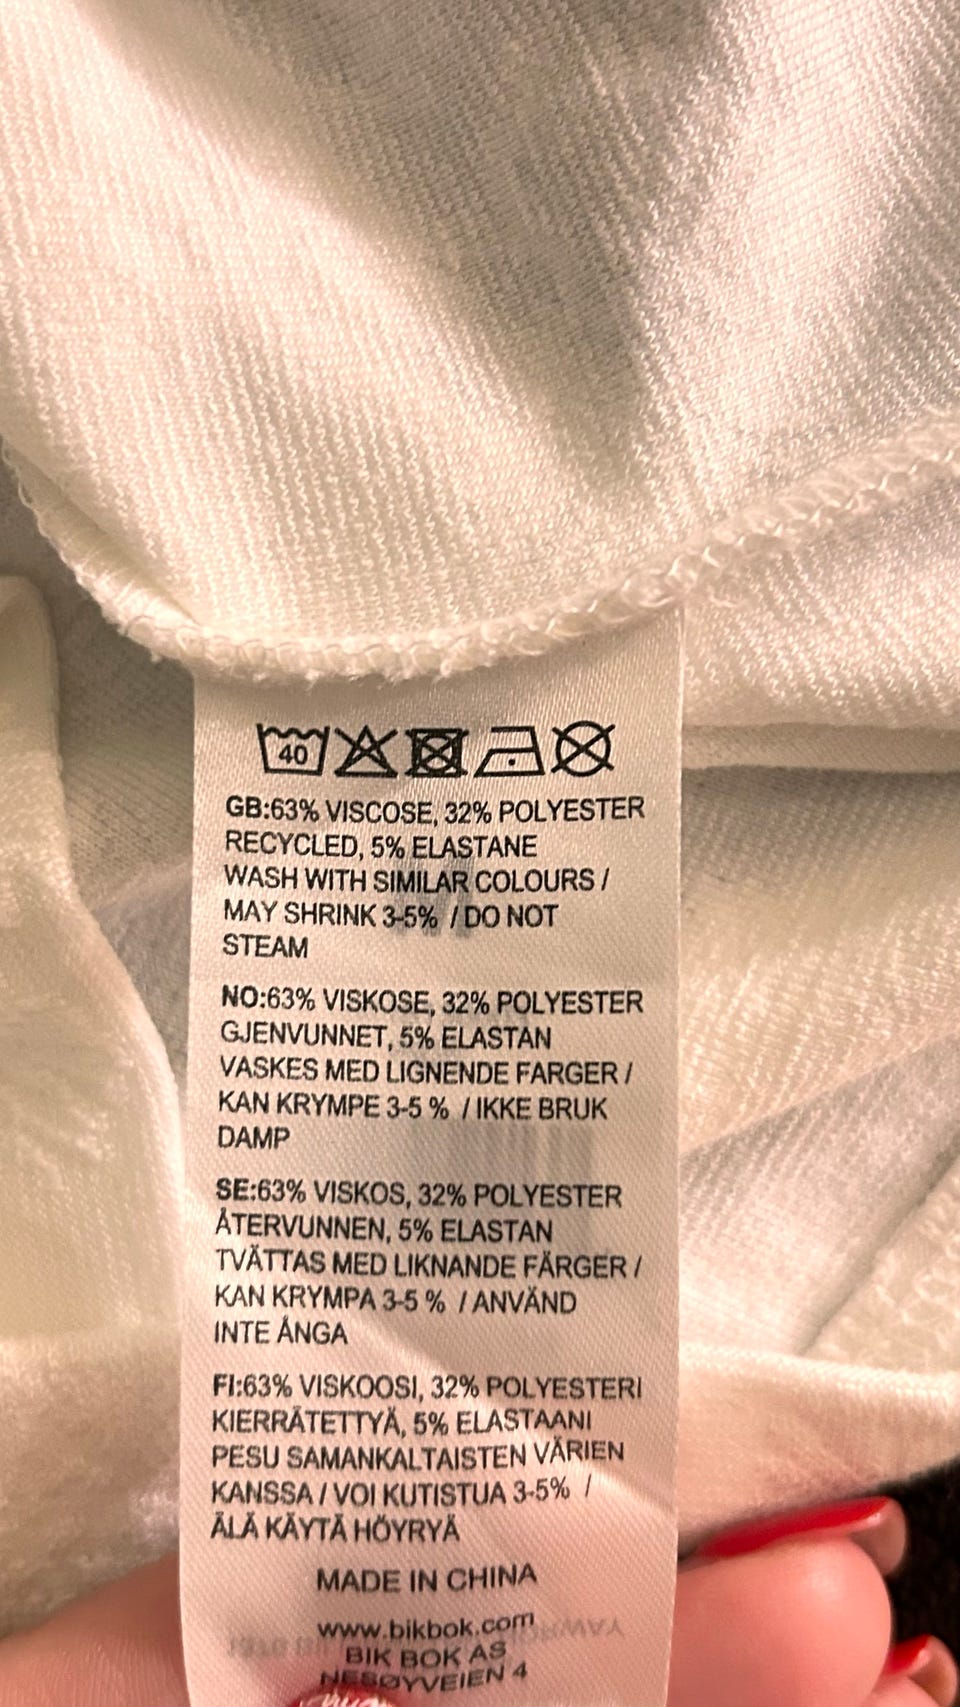 40
GB:63% VISCOSE, 32% POLYESTER
RECYCLED, 5% ELASTANE
WASH WITH SIMILAR COLOURS /
MAY SHRINK 3-5% / DO NOT
STEAM
NO:63% VISKOSE, 32% POLYESTER
GJENVUNNET, 5% ELASTAN
VASKES MED LIGNENDE FARGER /
KAN KRYMPE 3-5 % / IKKE BRUK
DAMP
SE:63% VISKOS, 32% POLYESTER
ÅTERVUNNEN, 5% ELASTAN
TVÄTTAS MED LIKNANDE FÄRGER /
KAN KRYMPA 3-5 % / ANVÄND
INTE ÅNGA
FI:63% VISKOOSI, 32% POLYESTERI
KIERRÄTETTYÄ, 5% ELASTAANI
PESU SAMANKALTAISTEN VÄRIEN
KANSSA / VOI KUTISTUA 3-5% /
ÄLÄ KÄYTÄ HÖYRYÄ
MADE IN CHINA
www.bikbok.com
BIK BOK AS
NESØYVEIEN 4